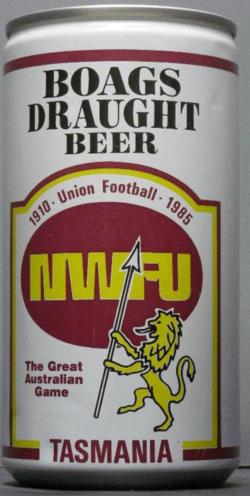 BOAGS
DRAUGHT
BEER
1910 - Union Football - 1985
NWFU
The Great
Australian
Game
TASMANIA